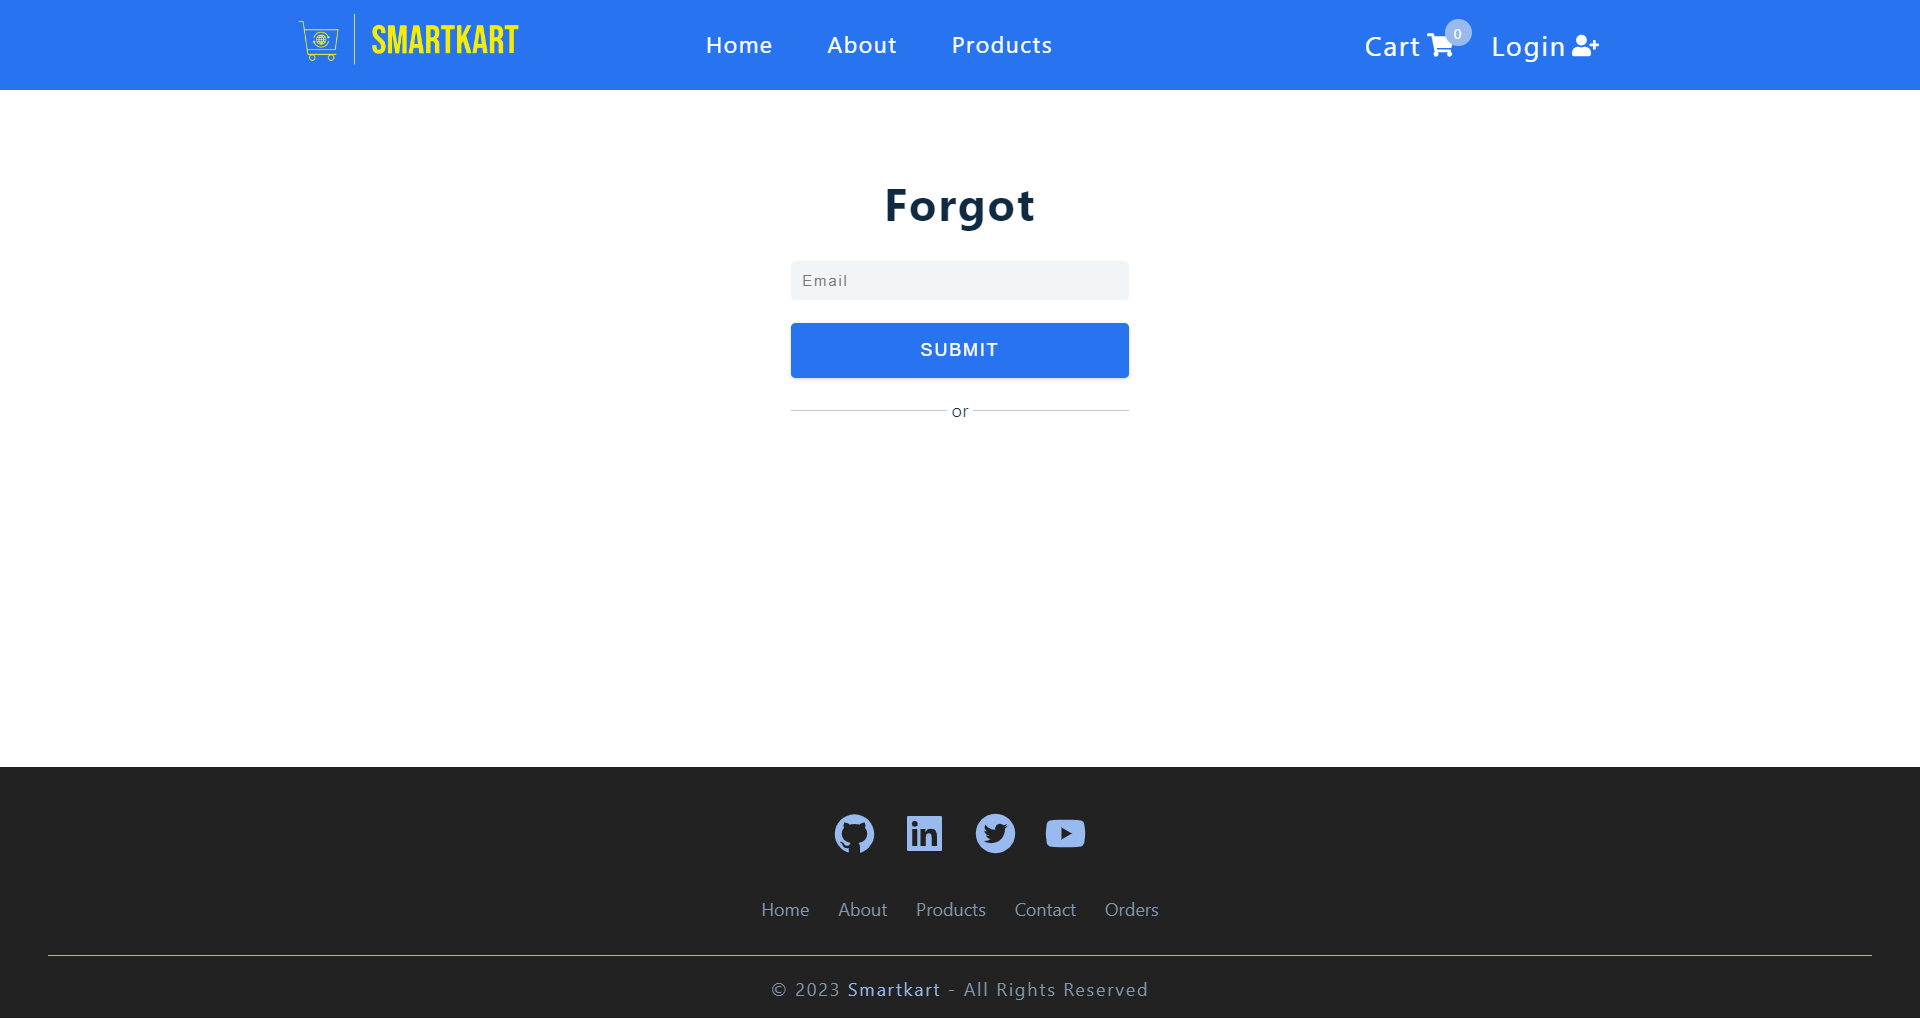 SMARTKART
Home About Products
Cart 0 Login
Forgot
Email
SUBMIT
or
in
Home About Products Contact Orders
© 2023 Smartkart - All Rights Reserved